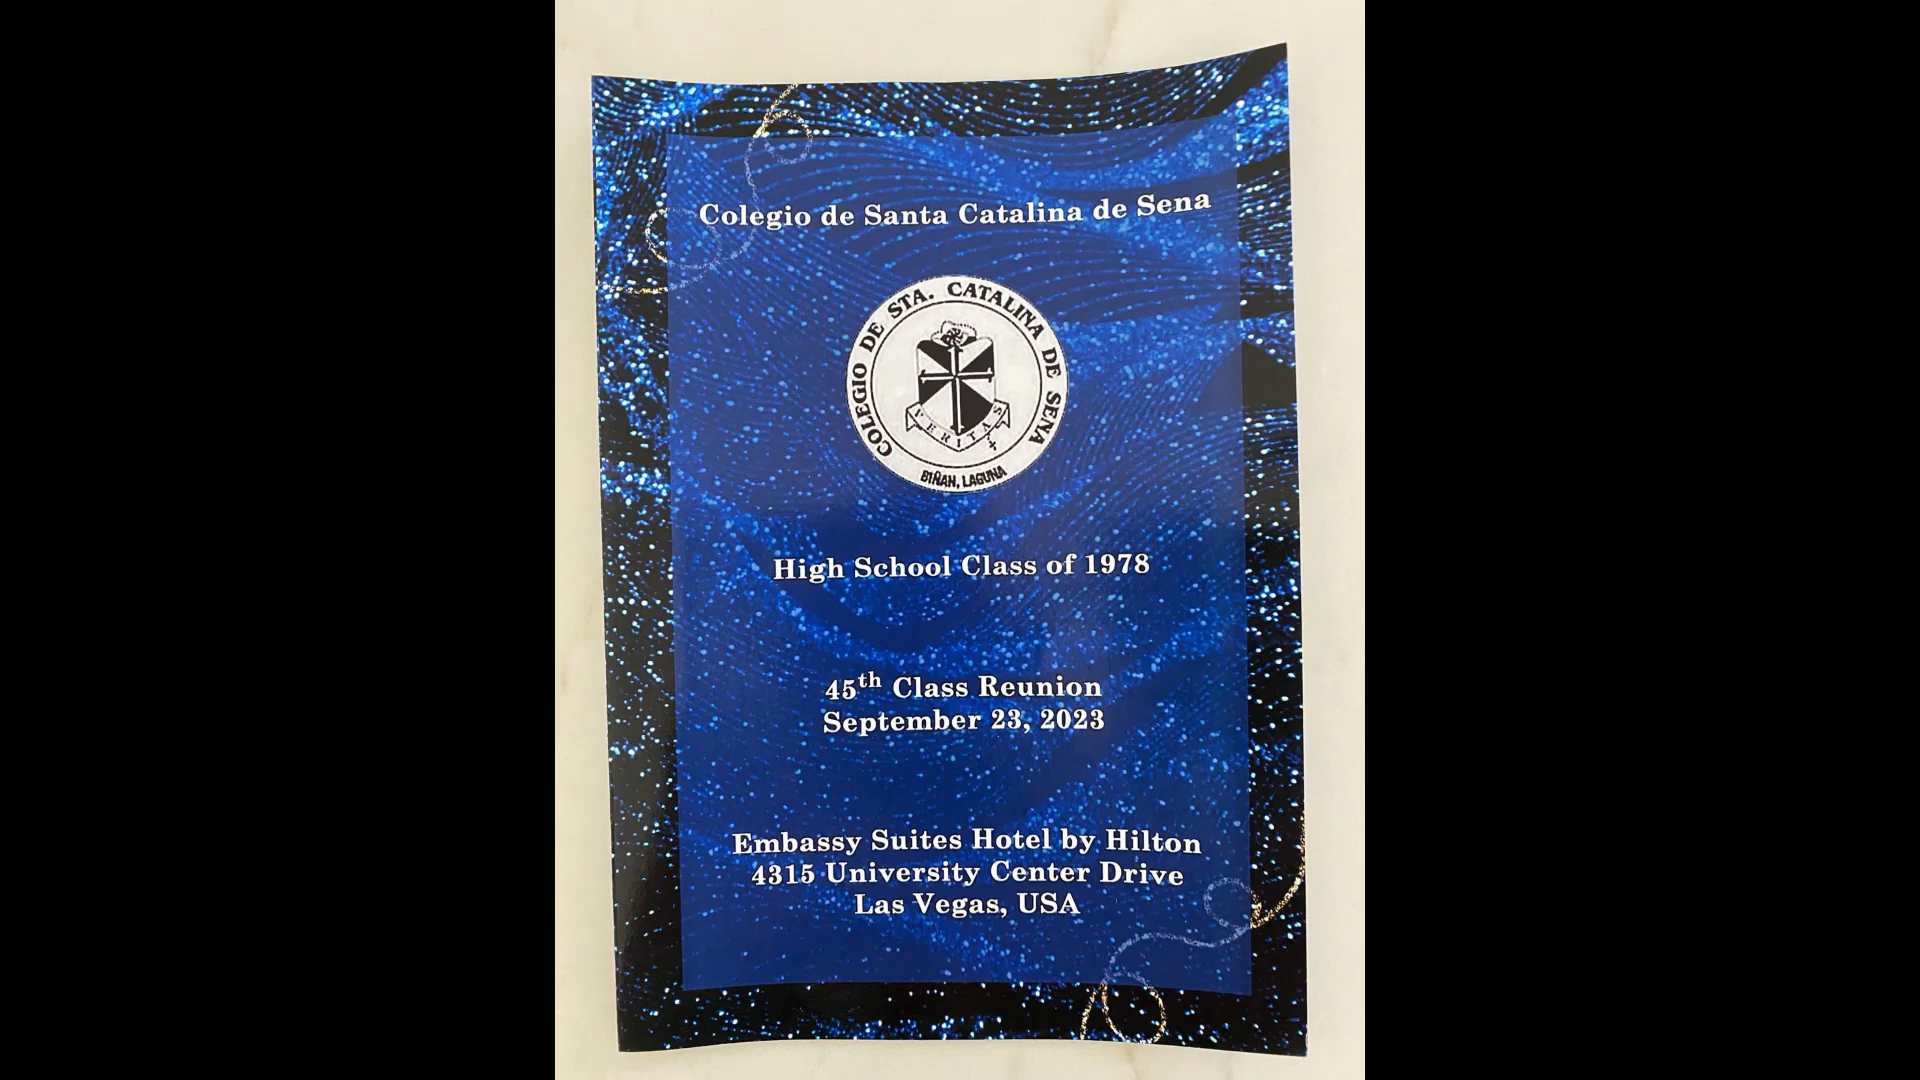 Colegio de Santa Catalina de Sena
COLEGIO DE STA. CATALINA DE SENA
VERITAS
BIÑAN, LAGUNA
High School Class of 1978
45th Class Reunion
September 23, 2023
Embassy Suites Hotel by Hilton
4315 University Center Drive
Las Vegas, USA